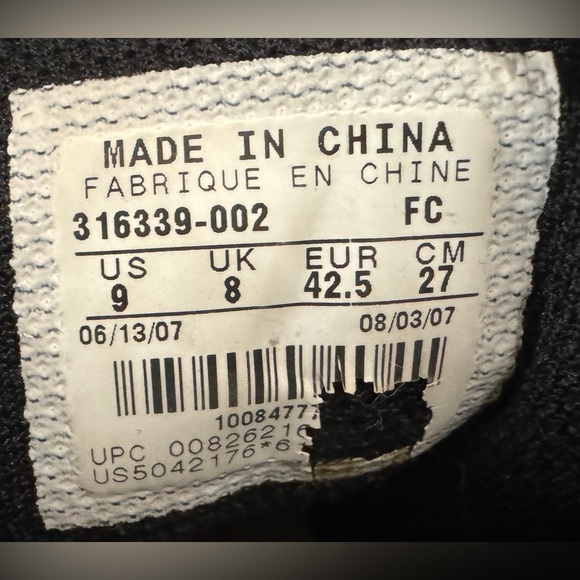 MADE IN CHINA
FABRIQUE EN CHINE
316339-002 FC
US UK EUR CM
9 8 42.5 27
06/13/07 08/03/07
10084777
UPC 00826216
US5042176*6